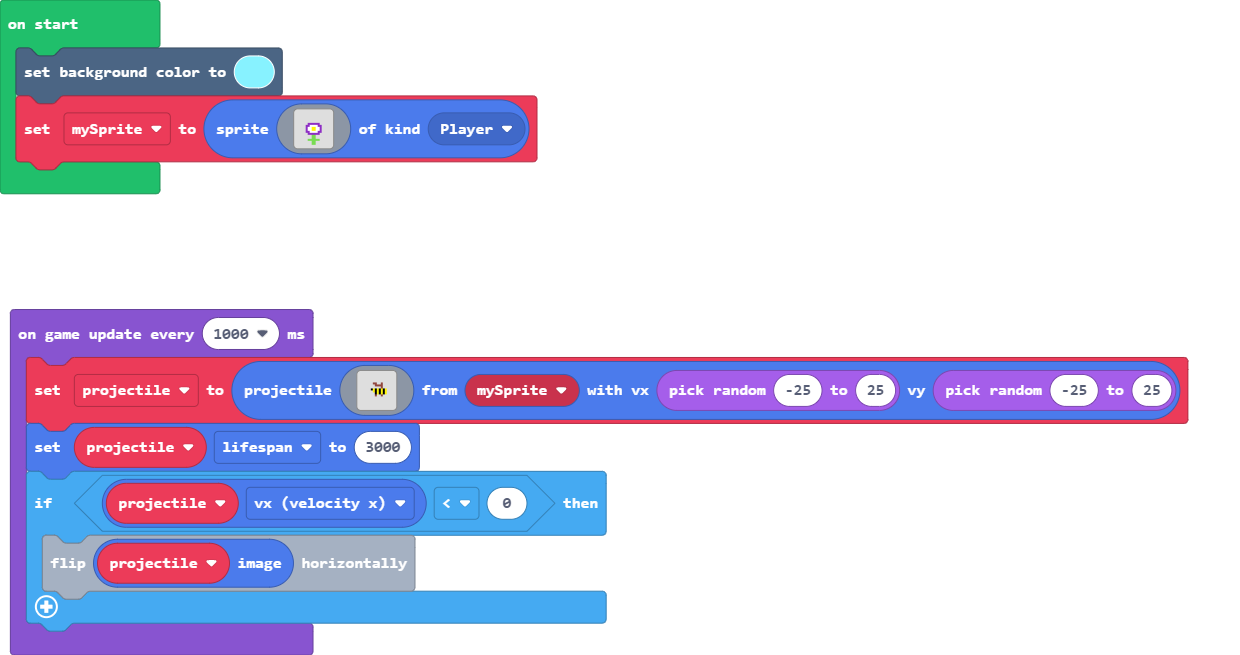 on start
set background color to
set mySprite to sprite of kind Player
on game update every 1000 ms
set projectile to projectile from mySprite with vx pick random -25 to 25 vy pick random -25 to 25
set projectile lifespan to 3000
if projectile vx (velocity x) < 0 then
flip projectile image horizontally